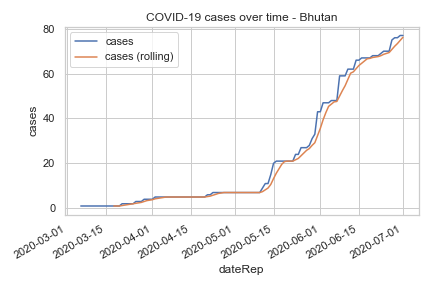 COVID-19 cases over time - Bhutan
cases
cases (rolling)
80
60
40
20
0
cases
2020-03-01
2020-03-15
2020-04-01
2020-04-15
2020-05-01
2020-05-15
2020-06-01
2020-06-15
2020-07-01
dateRep